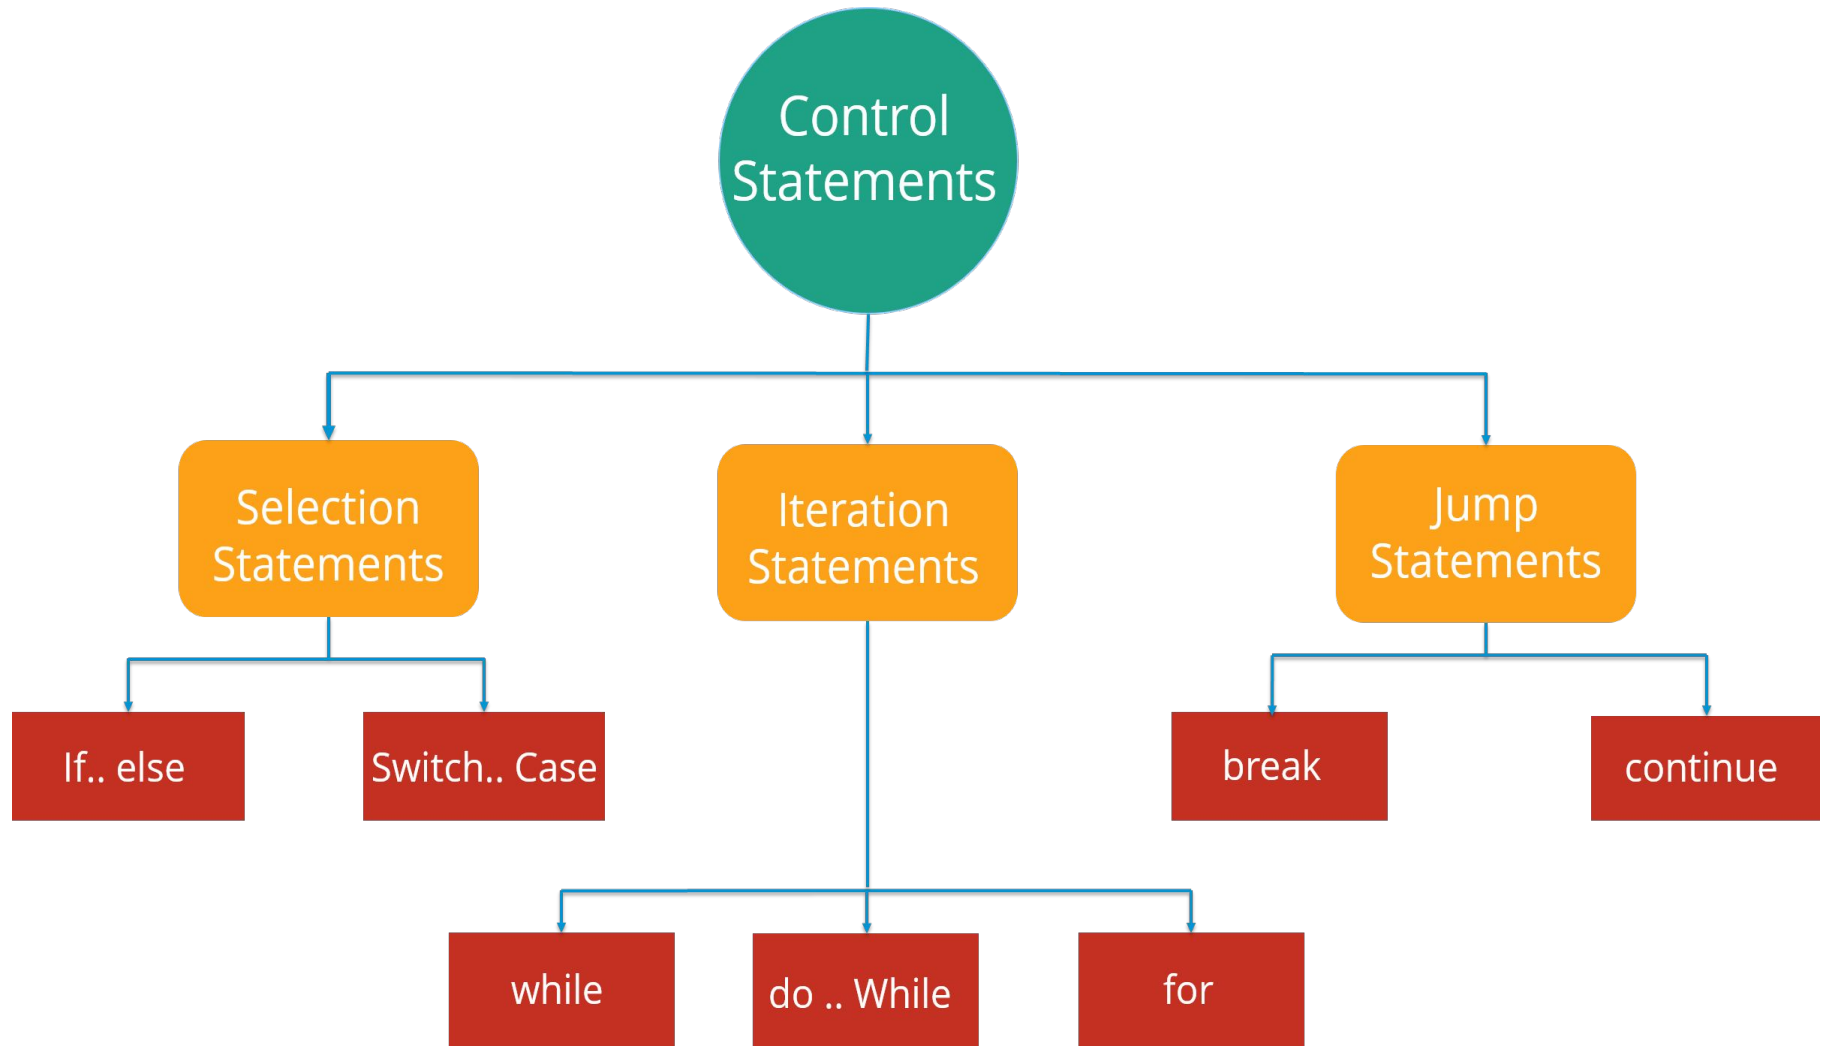 Control
Statements
Selection
Statements
Iteration
Statements
Jump
Statements
If.. else
Switch.. Case
break
continue
while
do .. While
for